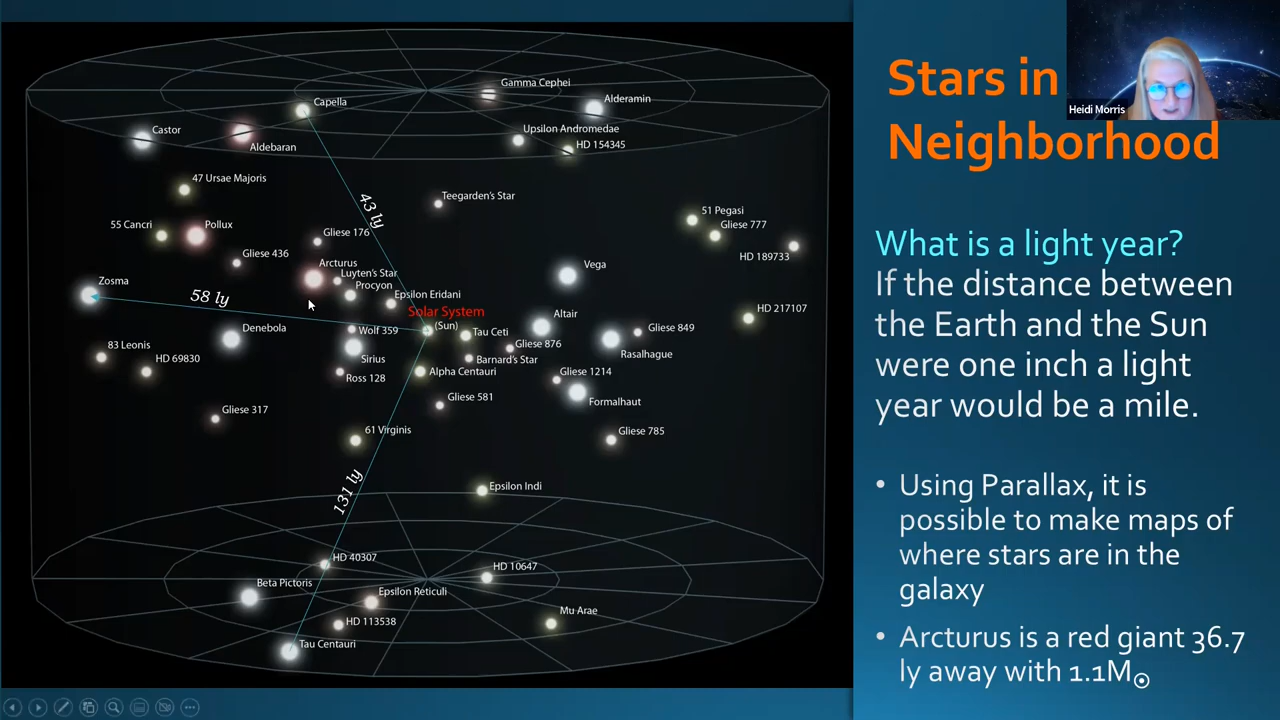 Stars in
Neighborhood
Heidi Morris
What is a light year?
If the distance between
the Earth and the Sun
were one inch a light
year would be a mile.
• Using Parallax, it is
possible to make maps of
where stars are in the
galaxy
• Arcturus is a red giant 36.7
ly away with 1.1M☉
Gamma Cephei
Capella
Alderamin
Castor
Upsilon Andromedae
Aldebaran
HD 154345
47 Ursae Majoris
Teegarden's Star
43 ly
51 Pegasi
55 Cancri
Pollux
Gliese 777
Gliese 176
Gliese 436
HD 189733
Arcturus
Luyten's Star
Vega
Procyon
Zosma
58 ly
Epsilon Eridani
HD 217107
Solar System
(Sun)
Altair
Denebola
Wolf 359
Tau Ceti
Gliese 849
83 Leonis
Gliese 876
HD 69830
Sirius
Barnard's Star
Rasalhague
Ross 128
Alpha Centauri
Gliese 1214
Gliese 581
Formalhaut
Gliese 317
61 Virginis
Gliese 785
131 ly
Epsilon Indi
HD 40307
HD 10647
Beta Pictoris
Epsilon Reticuli
Mu Arae
HD 113538
Tau Centauri